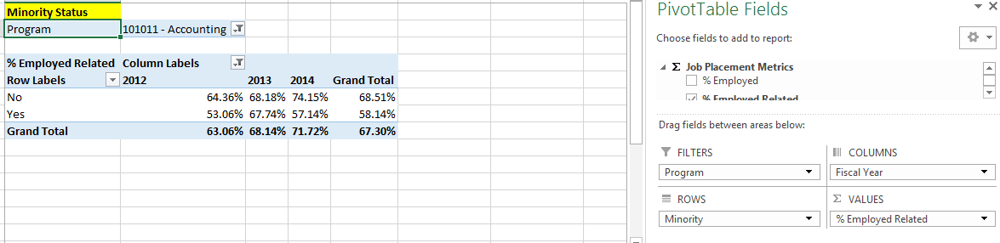 Minority Status
Program 101011 - Accounting
% Employed Related Column Labels
Row Labels 2012 2013 2014 Grand Total
No 64.36% 68.18% 74.15% 68.51%
Yes 53.06% 67.74% 57.14% 58.14%
Grand Total 63.06% 68.14% 71.72% 67.30%
PivotTable Fields
Choose fields to add to report:
Σ Job Placement Metrics
% Employed
% Employed Related
Drag fields between areas below:
FILTERS
Program
COLUMNS
Fiscal Year
ROWS
Minority
Σ VALUES
% Employed Related